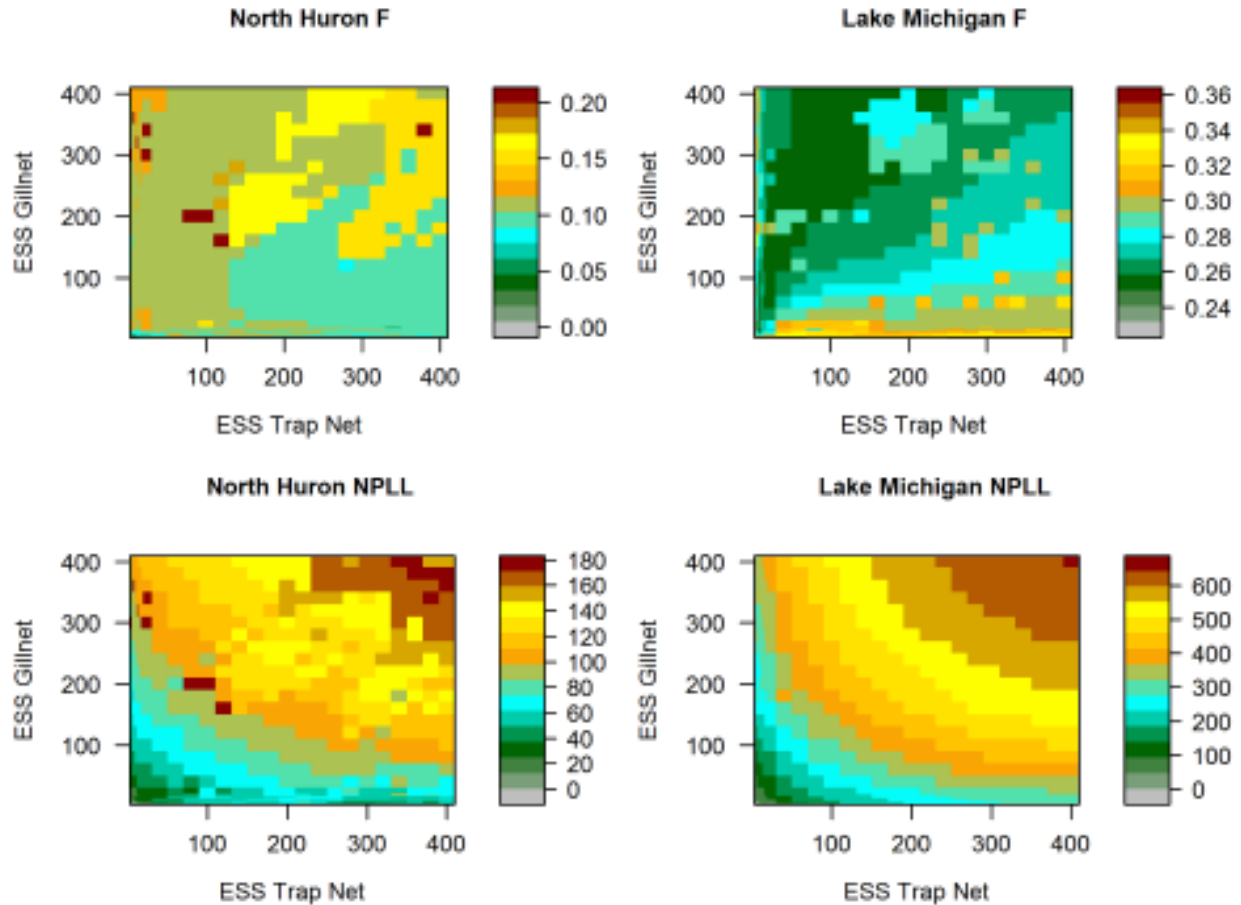 North Huron F
400
300
200
100
ESS Gillnet
100 200 300 400
ESS Trap Net
0.20
0.15
0.10
0.05
0.00
Lake Michigan F
400
300
200
100
ESS Gillnet
100 200 300 400
ESS Trap Net
0.36
0.34
0.32
0.30
0.28
0.26
0.24
North Huron NPLL
400
300
200
100
ESS Gillnet
100 200 300 400
ESS Trap Net
180
160
140
120
100
80
60
40
20
0
Lake Michigan NPLL
400
300
200
100
ESS Gillnet
100 200 300 400
ESS Trap Net
600
400
300
200
100
0